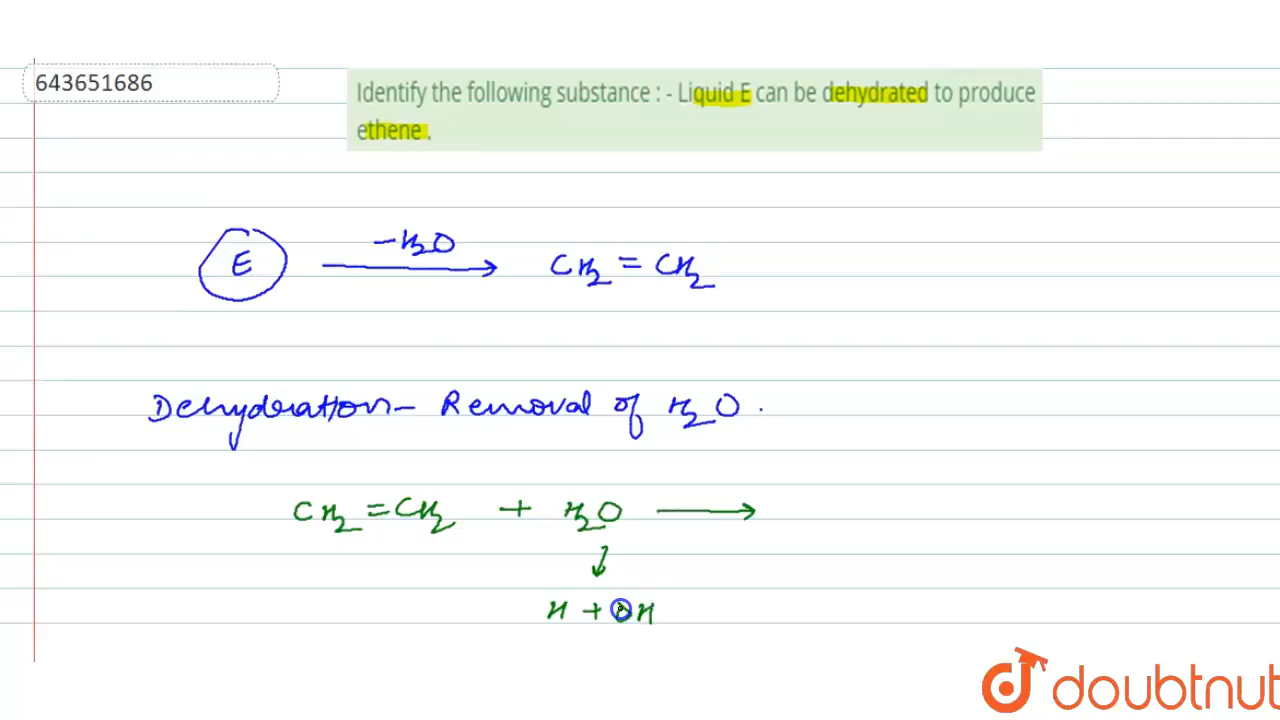 643651686
Identify the following substance : - Liquid E can be dehydrated to produce
ethene .
E -H2O → CH2 = CH2
Dehydration - Removal of H2O.
CH2 = CH2 + H2O →
↓
H + OH
doubtnut